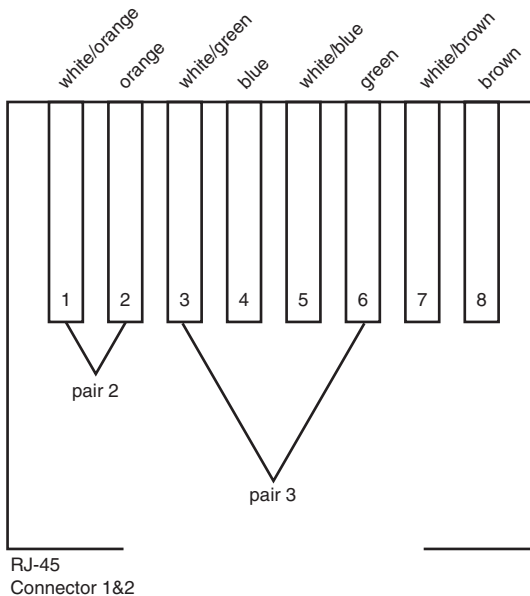 white/orange
orange
white/green
blue
white/blue
green
white/brown
brown
1 2 3 4 5 6 7 8
pair 2
pair 3
RJ-45
Connector 1&2